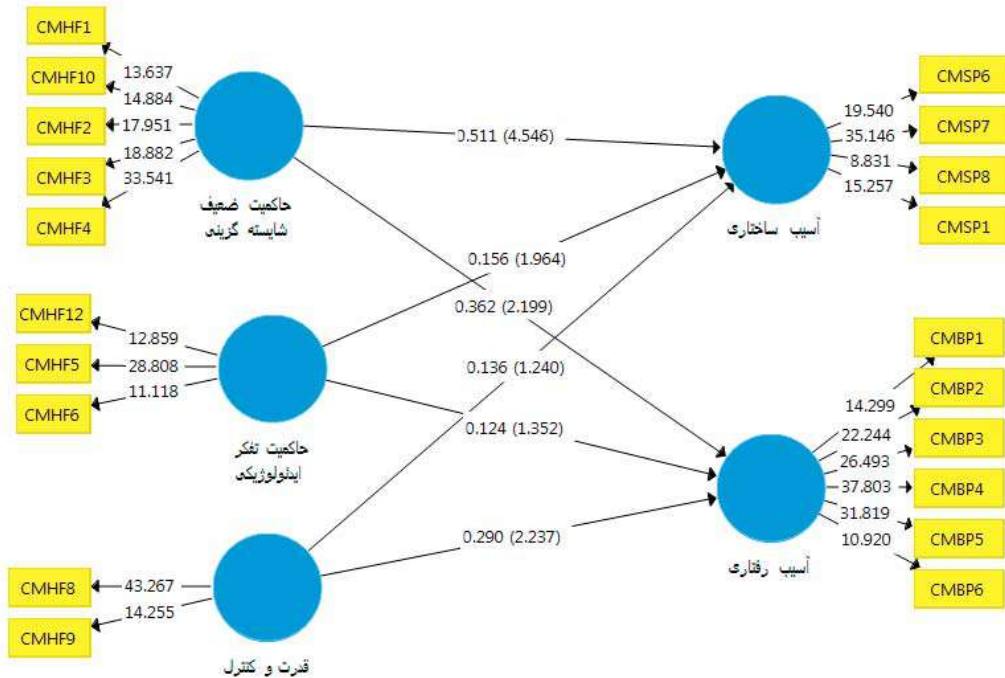 CMHF1
CMHF10
CMHF2
CMHF3
CMHF4
13.637
14.884
17.951
18.882
33.541
حاکمیت ضعیف
شایسته گزینی
0.511 (4.546)
0.156 (1.964)
0.362 (2.199)
0.136 (1.240)
0.124 (1.352)
0.290 (2.237)
آسیب ساختاری
19.540
35.146
8.831
15.257
CMSP6
CMSP7
CMSP8
CMSP1
CMHF12
CMHF5
CMHF6
12.859
28.808
11.118
حاکمیت تفکر
ایدئولوژیکی
CMBP1
CMBP2
CMBP3
CMBP4
CMBP5
CMBP6
14.299
22.244
26.493
37.803
31.819
10.920
آسیب رفتاری
CMHF8
CMHF9
43.267
14.255
قدرت و کنترل